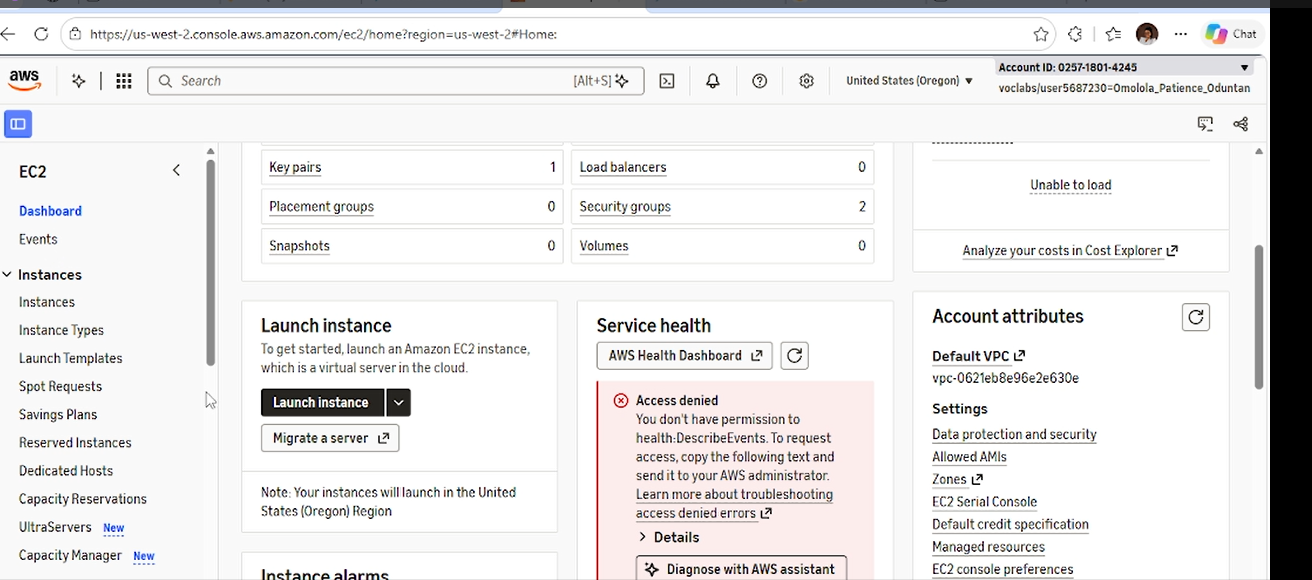 https://us-west-2.console.aws.amazon.com/ec2/home?region=us-west-2#Home:
Chat
aws
Search
[Alt+S]
United States (Oregon)
Account ID: 0257-1801-4245
voclabs/user5687230=Omolola_Patience_Oduntan
EC2
Dashboard
Events
Instances
Instances
Instance Types
Launch Templates
Spot Requests
Savings Plans
Reserved Instances
Dedicated Hosts
Capacity Reservations
UltraServers New
Capacity Manager New
Key pairs 1
Load balancers 0
Placement groups 0
Security groups 2
Snapshots 0
Volumes 0
Launch instance
To get started, launch an Amazon EC2 instance,
which is a virtual server in the cloud.
Launch instance
Migrate a server
Note: Your instances will launch in the United
States (Oregon) Region
Instance alarms
Service health
AWS Health Dashboard
Access denied
You don't have permission to
health:DescribeEvents. To request
access, copy the following text and
send it to your AWS administrator.
Learn more about troubleshooting
access denied errors
Details
Diagnose with AWS assistant
Unable to load
Analyze your costs in Cost Explorer
Account attributes
Default VPC
vpc-0621eb8e96e2e630e
Settings
Data protection and security
Allowed AMIs
Zones
EC2 Serial Console
Default credit specification
Managed resources
EC2 console preferences